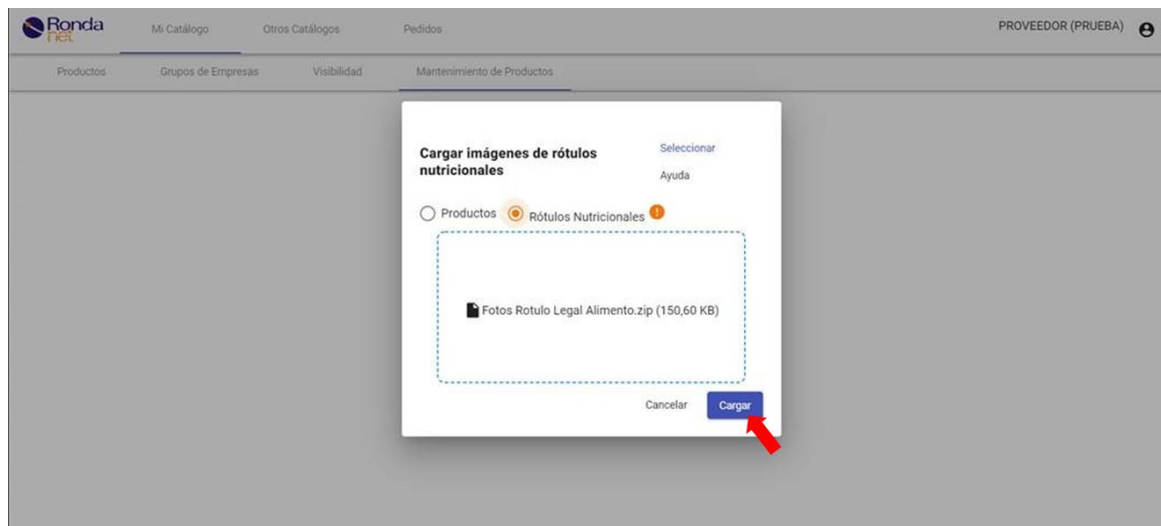 Ronda net
Mi Catálogo Otros Catálogos Pedidos PROVEEDOR (PRUEBA)
Productos Grupos de Empresas Visibilidad Mantenimiento de Productos
Cargar imágenes de rótulos
nutricionales
Seleccionar
Ayuda
Productos Rótulos Nutricionales !
Fotos Rotulo Legal Alimento.zip (150,60 KB)
Cancelar Cargar